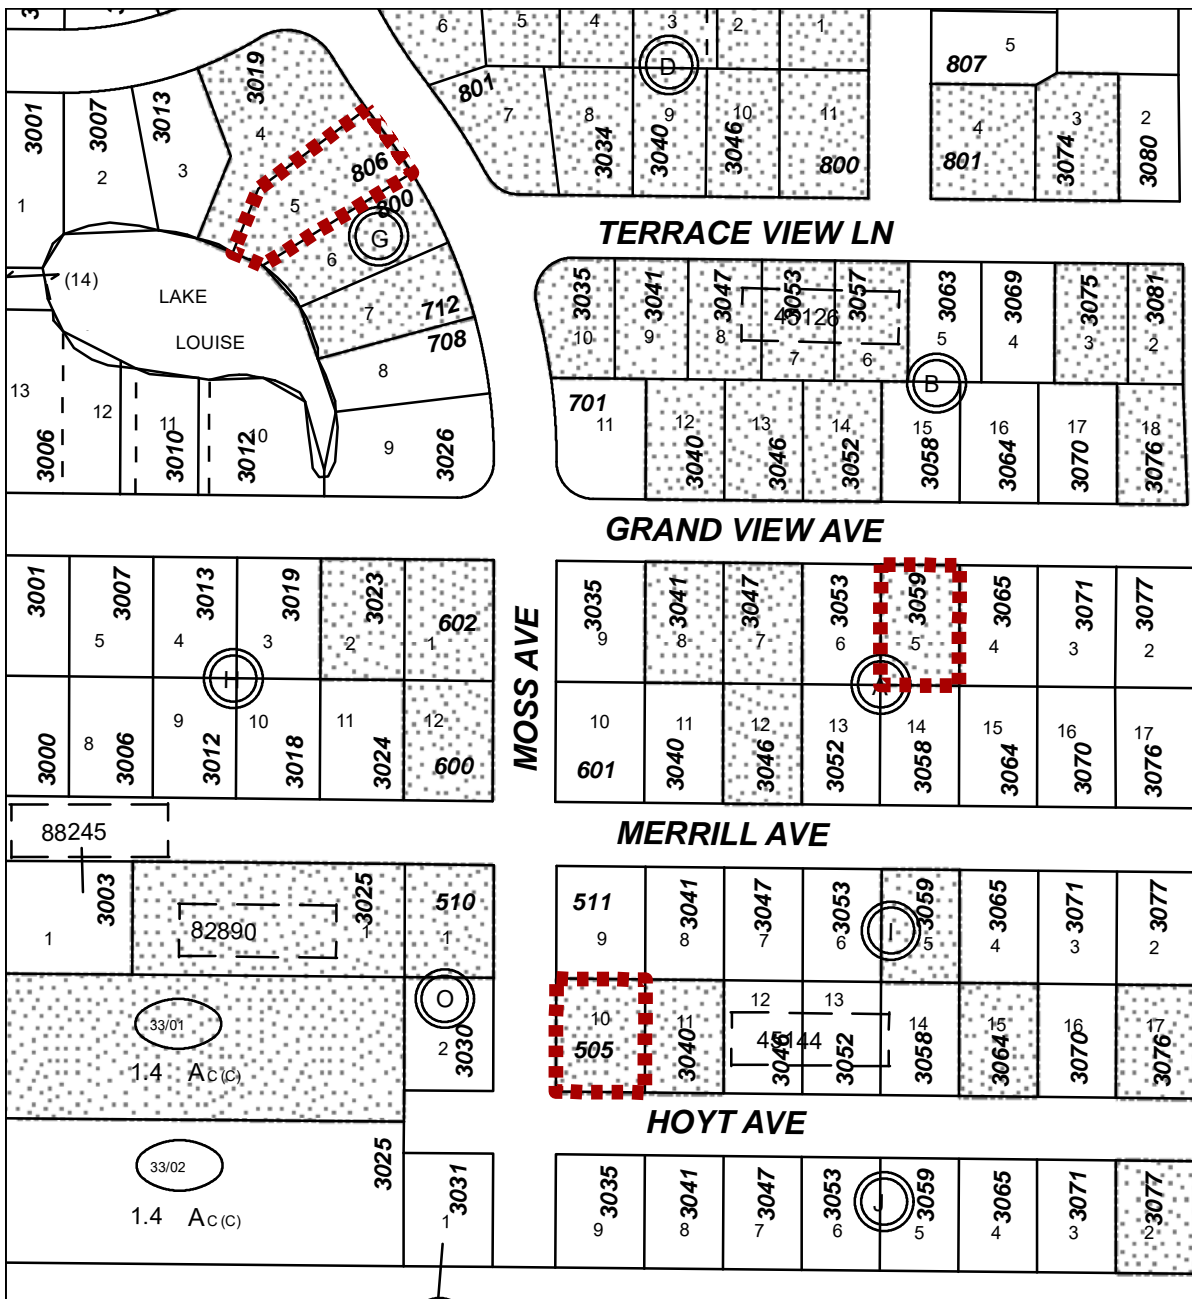 6 5 4 3 2 1
D
5
807
801
7 8 9 10 11
3034 3040 3046 800
4 3 2
801 3074 3080
3001 3007 3013 3019
1 2 3 4
806
5
800
G
6
7 712
708
8
(14)
LAKE
LOUISE
TERRACE VIEW LN
3035 3041 3047 3053 3057 3063 3069 3075 3081
45126
10 9 8 7 6 5 4 3 2
B
701
11 12 13 14 15 16 17 18
3040 3046 3052 3058 3064 3070 3076
13 12 11 10 9
3006 3010 3012 3026
GRAND VIEW AVE
3001 3007 3013 3019 3023 602
5 4 3 2 1
H
9 10 11 12
8
3000 3006 3012 3018 3024 600
MOSS AVE
3035 3041 3047 3053 3059 3065 3071 3077
9 8 7 6 5 4 3 2
A
10 11 12 13 14 15 16 17
601 3040 3046 3052 3058 3064 3070 3076
MERRILL AVE
88245
3003 3025 510
82890
1 1 1
O
2 3030
33/01
1.4 AC(C)
511 3041 3047 3053 3059 3065 3071 3077
I
9 8 7 6 5 4 3 2
10 11 12 13 14 15 16 17
45144
505 3040 3046 3052 3058 3064 3070 3076
HOYT AVE
33/02
1.4 AC(C)
3025
3031
1
3035 3041 3047 3053 3059 3065 3071 3077
J
9 8 7 6 5 4 3 2